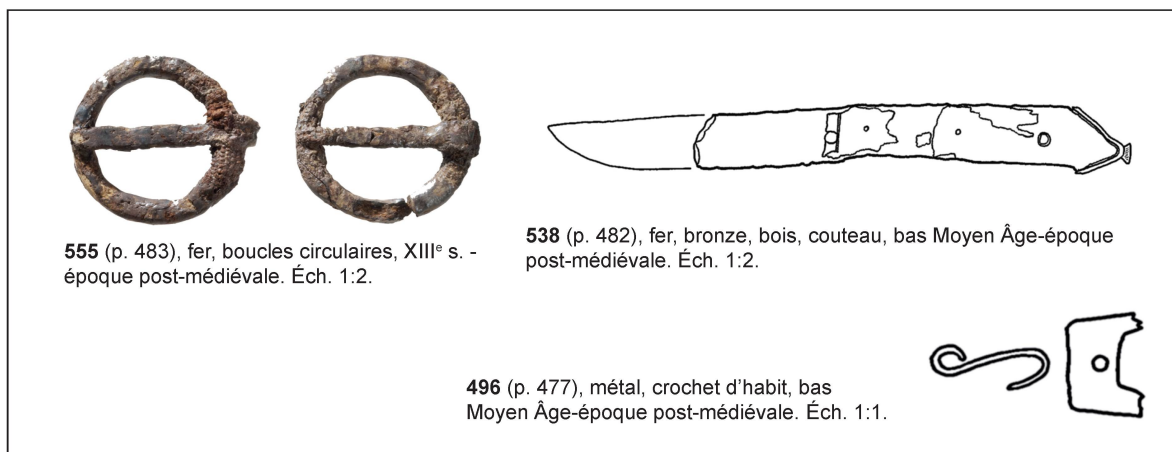 555 (p. 483), fer, boucles circulaires, XIIIᵉ s. -
époque post-médiévale. Éch. 1:2.
538 (p. 482), fer, bronze, bois, couteau, bas Moyen Âge-époque
post-médiévale. Éch. 1:2.
496 (p. 477), métal, crochet d’habit, bas
Moyen Âge-époque post-médiévale. Éch. 1:1.